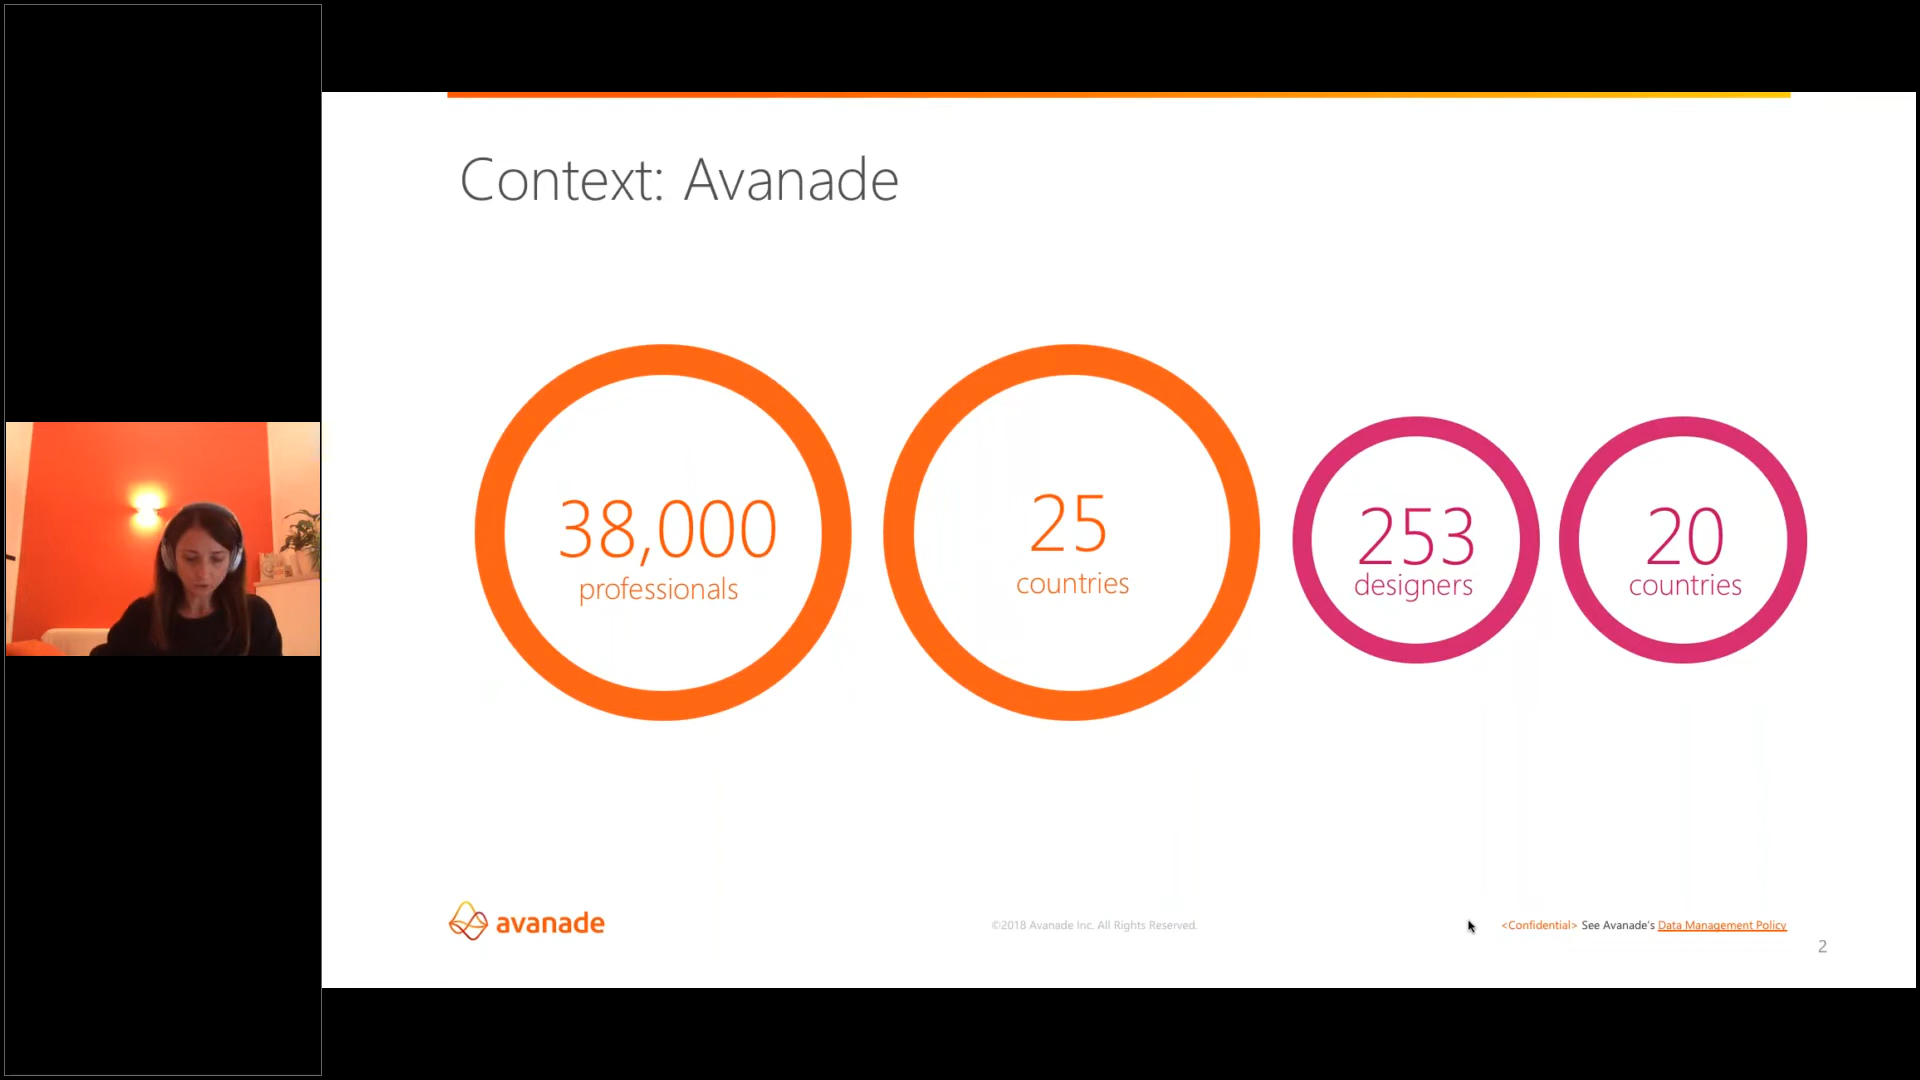 Context: Avanade
38,000
professionals
25
countries
253
designers
20
countries
avanade
©2018 Avanade Inc. All Rights Reserved.
<Confidential> See Avanade's Data Management Policy
2